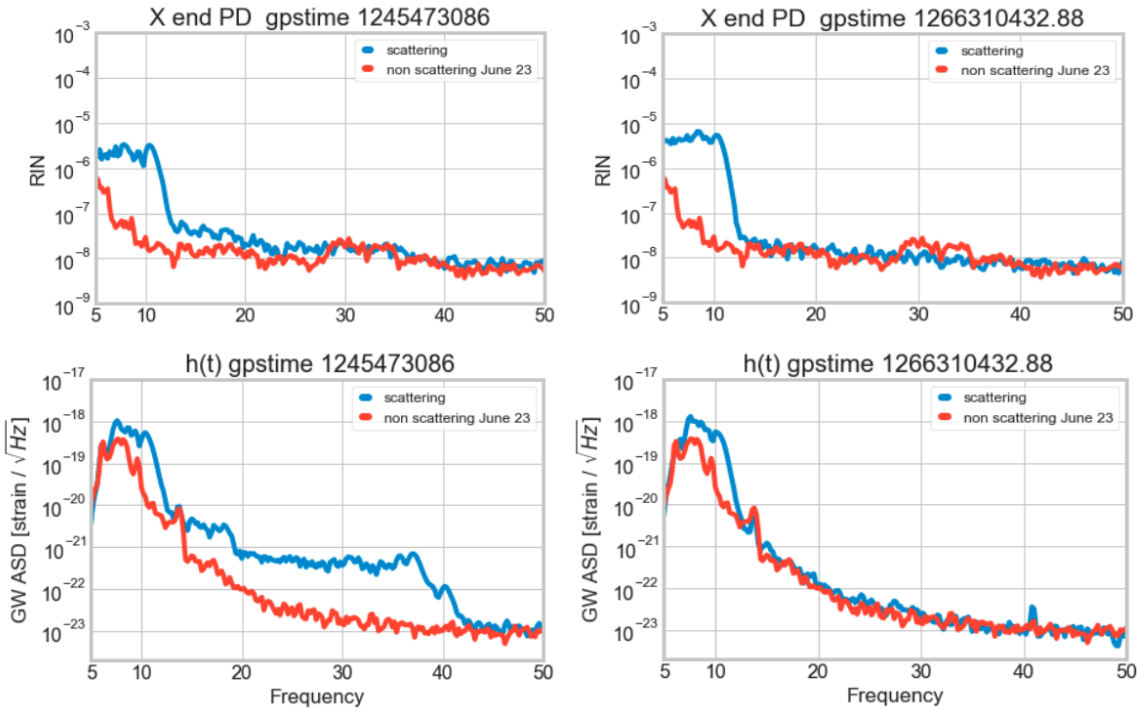 X end PD gpstime 1245473086
10⁻³
10⁻⁴
10⁻⁵
10⁻⁶
10⁻⁷
10⁻⁸
10⁻⁹
RIN
scattering
non scattering June 23
5 10 20 30 40 50
X end PD gpstime 1266310432.88
10⁻³
10⁻⁴
10⁻⁵
10⁻⁶
10⁻⁷
10⁻⁸
10⁻⁹
RIN
scattering
non scattering June 23
5 10 20 30 40 50
h(t) gpstime 1245473086
10⁻¹⁷
10⁻¹⁸
10⁻¹⁹
10⁻²⁰
10⁻²¹
10⁻²²
10⁻²³
GW ASD [strain / √Hz]
scattering
non scattering June 23
5 10 20 30 40 50
Frequency
h(t) gpstime 1266310432.88
10⁻¹⁷
10⁻¹⁸
10⁻¹⁹
10⁻²⁰
10⁻²¹
10⁻²²
10⁻²³
GW ASD [strain / √Hz]
scattering
non scattering June 23
5 10 20 30 40 50
Frequency